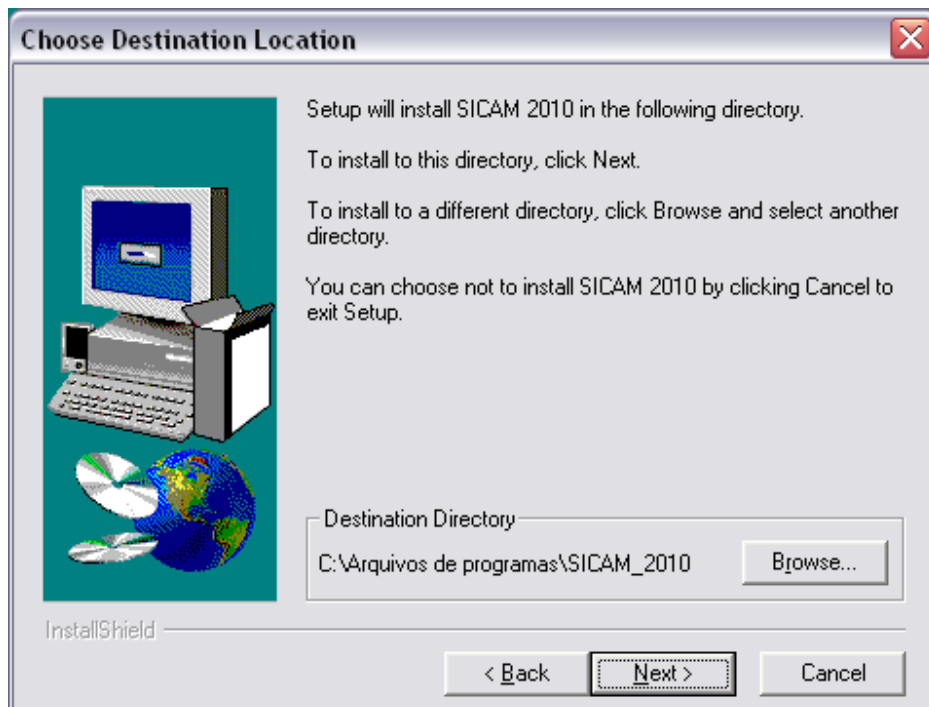 Choose Destination Location
Setup will install SICAM 2010 in the following directory.
To install to this directory, click Next.
To install to a different directory, click Browse and select another
directory.
You can choose not to install SICAM 2010 by clicking Cancel to
exit Setup.
Destination Directory
C:\Arquivos de programas\SICAM_2010
Browse...
InstallShield
< Back
Next >
Cancel